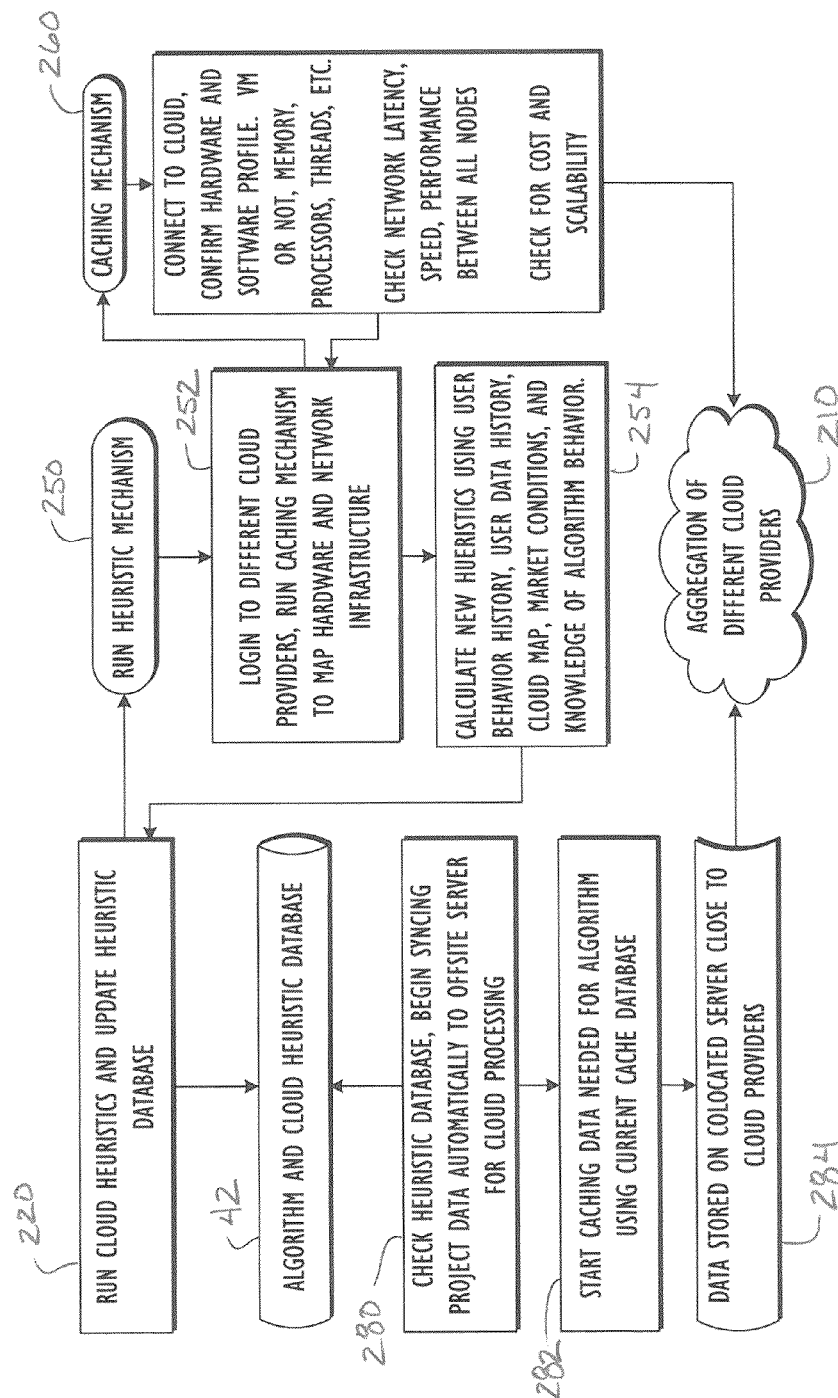 220
RUN CLOUD HEURISTICS AND UPDATE HEURISTIC
DATABASE
42
ALGORITHM AND CLOUD HEURISTIC DATABASE
280
CHECK HEURISTIC DATABASE, BEGIN SYNCING
PROJECT DATA AUTOMATICALLY TO OFFSITE SERVER
FOR CLOUD PROCESSING
282
START CACHING DATA NEEDED FOR ALGORITHM
USING CURRENT CACHE DATABASE
DATA STORED ON COLOCATED SERVER CLOSE TO
CLOUD PROVIDERS
284
250
RUN HEURISTIC MECHANISM
252
LOGIN TO DIFFERENT CLOUD
PROVIDERS, RUN CACHING MECHANISM
TO MAP HARDWARE AND NETWORK
INFRASTRUCTURE
CALCULATE NEW HUERISTICS USING USER
BEHAVIOR HISTORY, USER DATA HISTORY,
CLOUD MAP, MARKET CONDITIONS, AND
KNOWLEDGE OF ALGORITHM BEHAVIOR.
254
AGGREGATION OF
DIFFERENT CLOUD
PROVIDERS
210
260
CACHING MECHANISM
CONNECT TO CLOUD,
CONFIRM HARDWARE AND
SOFTWARE PROFILE. VM
OR NOT, MEMORY,
PROCESSORS, THREADS, ETC.
CHECK NETWORK LATENCY,
SPEED, PERFORMANCE
BETWEEN ALL NODES
CHECK FOR COST AND
SCALABILITY